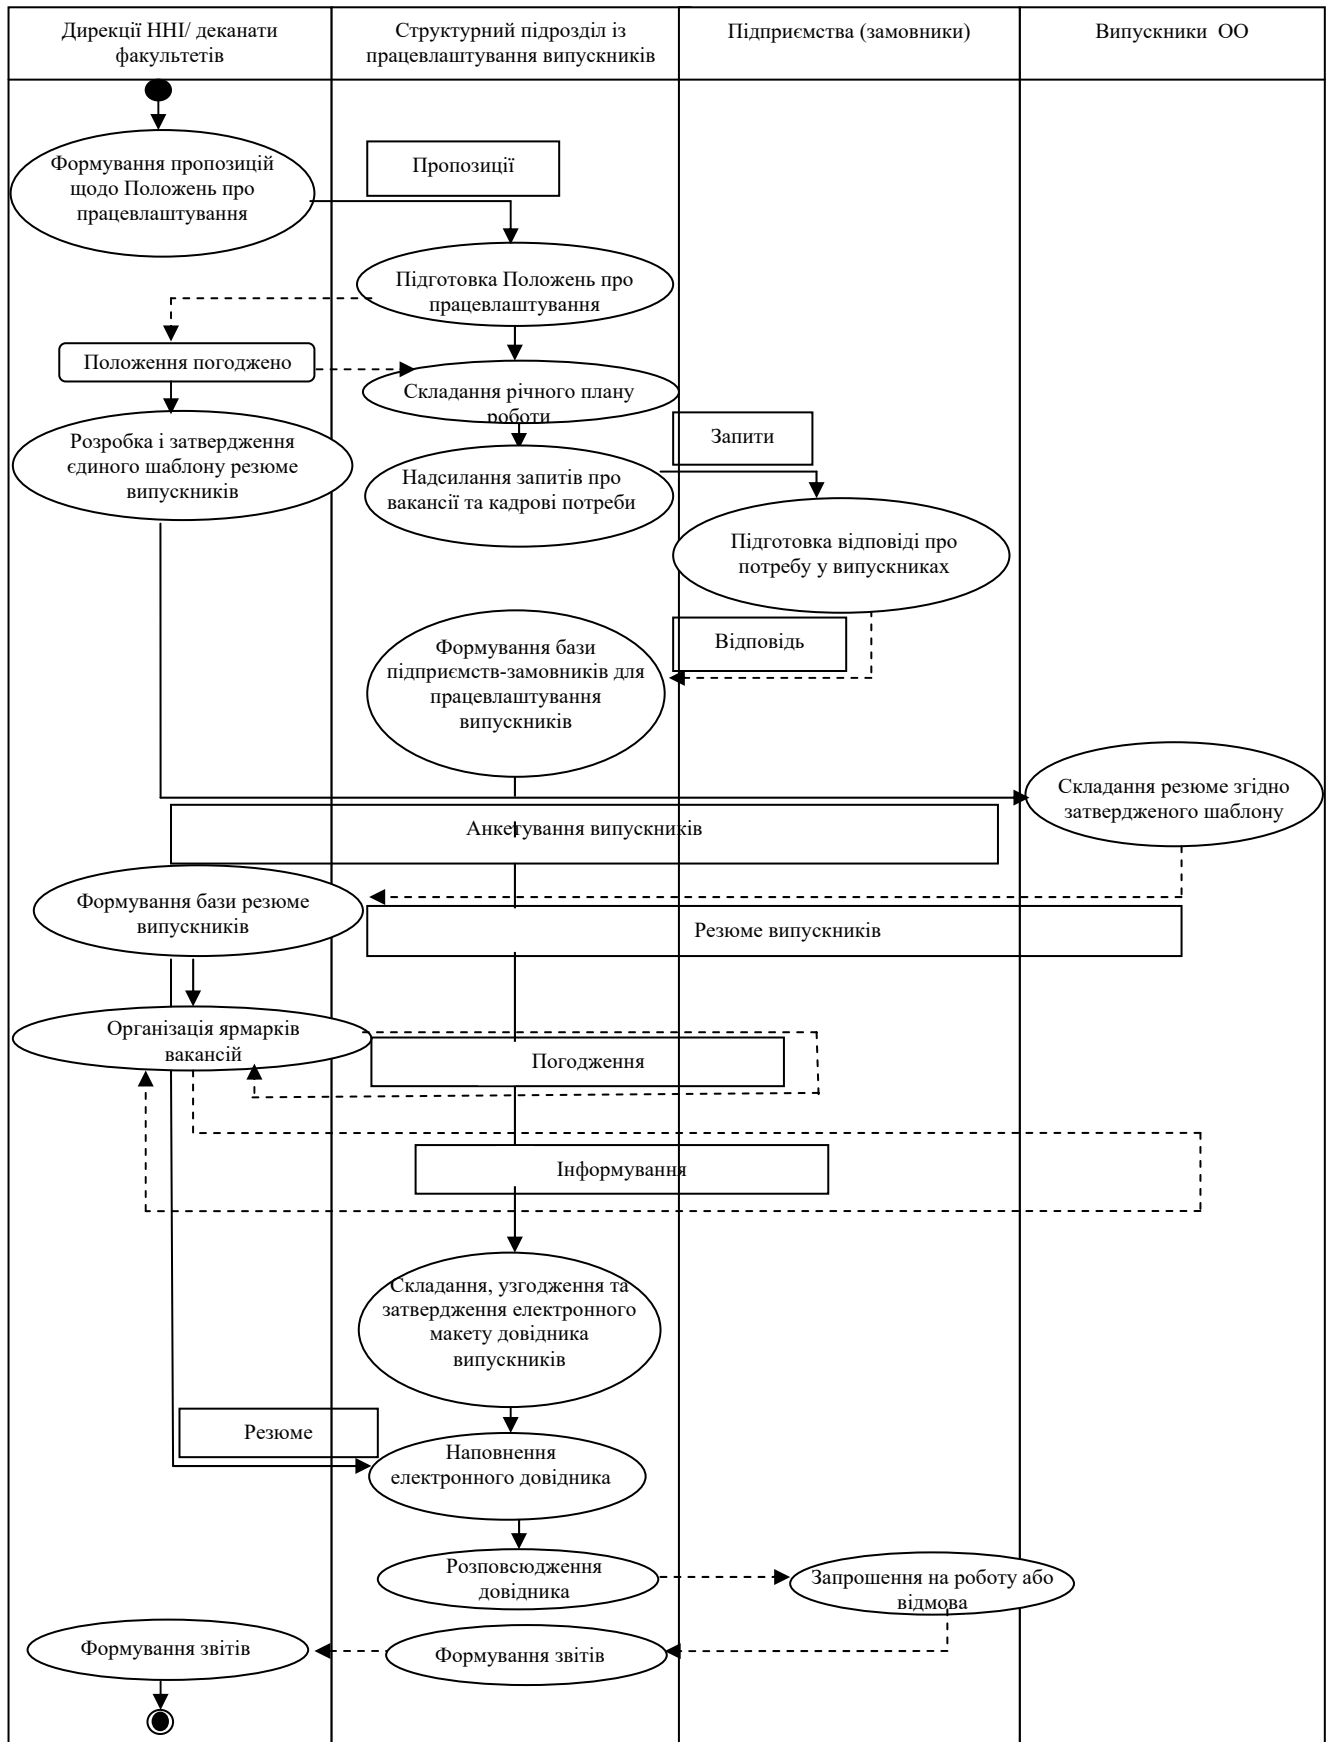 Дирекції ННІ/ деканати
факультетів
Структурний підрозділ із
працевлаштування випускників
Підприємства (замовники)
Випускники ОО
Формування пропозицій
щодо Положень про
працевлаштування
Пропозиції
Підготовка Положень про
працевлаштування
Положення погоджено
Складання річного плану
роботи
Розробка і затвердження
єдиного шаблону резюме
випускників
Запити
Надсилання запитів про
вакансії та кадрові потреби
Підготовка відповіді про
потребу у випускниках
Відповідь
Формування бази
підприємств-замовників для
працевлаштування
випускників
Складання резюме згідно
затвердженого шаблону
Анкетування випускників
Формування бази резюме
випускників
Резюме випускників
Організація ярмарків
вакансій
Погодження
Інформування
Складання, узгодження та
затвердження електронного
макету довідника
випускників
Резюме
Наповнення
електронного довідника
Розповсюдження
довідника
Запрошення на роботу або
відмова
Формування звітів
Формування звітів